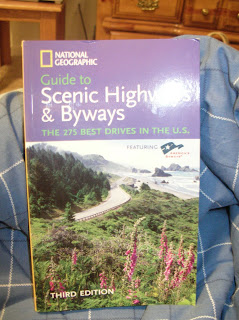 NATIONAL
GEOGRAPHIC
Guide to
Scenic Highways
& Byways
THE 275 BEST DRIVES IN THE U.S.
FEATURING
THIRD EDITION